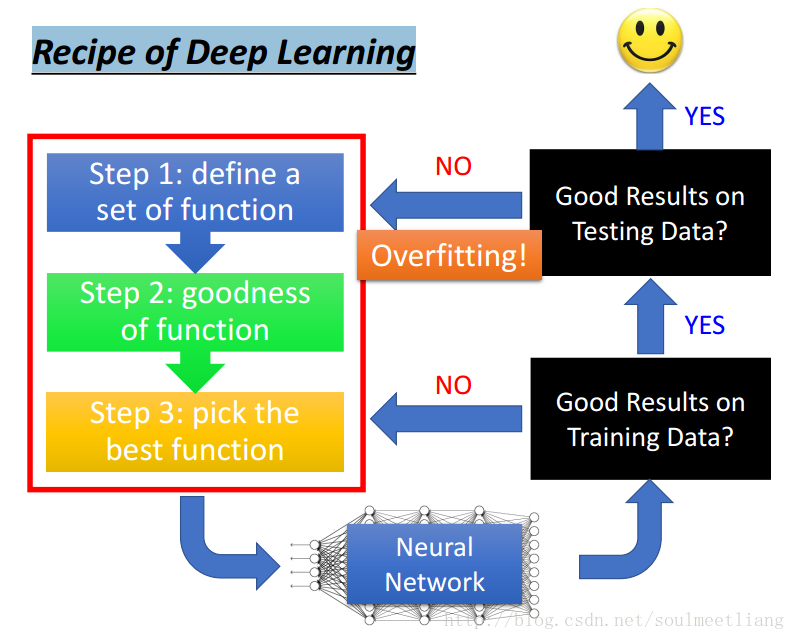 Recipe of Deep Learning
YES
Step 1: define a
set of function
NO
Good Results on
Testing Data?
Overfitting!
Step 2: goodness
of function
YES
NO
Good Results on
Training Data?
Step 3: pick the
best function
Neural
Network
http://blog.csdn.net/soulmeetliang